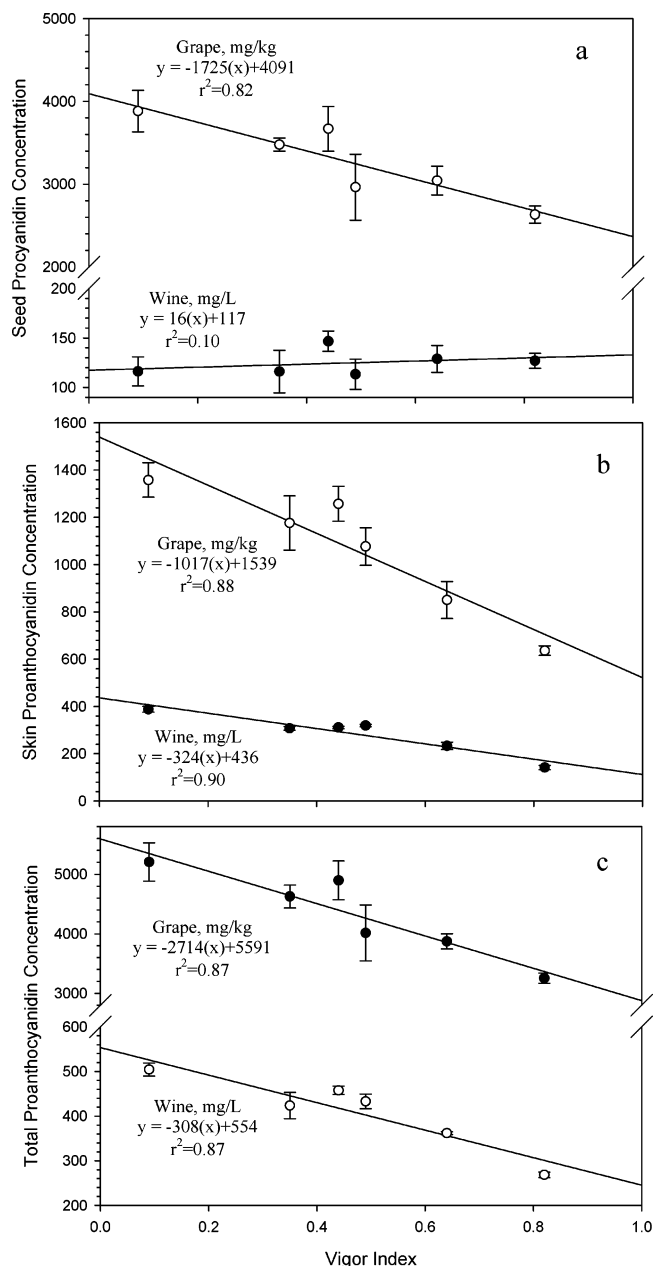 5000
4000
3000
2000
200
150
100
Seed Procyanidin Concentration
a
Grape, mg/kg
y = -1725(x)+4091
r²=0.82
Wine, mg/L
y = 16(x)+117
r²=0.10
1600
1400
1200
1000
800
600
400
200
0
Skin Proanthocyanidin Concentration
b
Grape, mg/kg
y = -1017(x)+1539
r²=0.88
Wine, mg/L
y = -324(x)+436
r²=0.90
5000
4000
3000
600
500
400
300
200
Total Proanthocyanidin Concentration
c
Grape, mg/kg
y = -2714(x)+5591
r²=0.87
Wine, mg/L
y = -308(x)+554
r²=0.87
0.0 0.2 0.4 0.6 0.8 1.0
Vigor Index